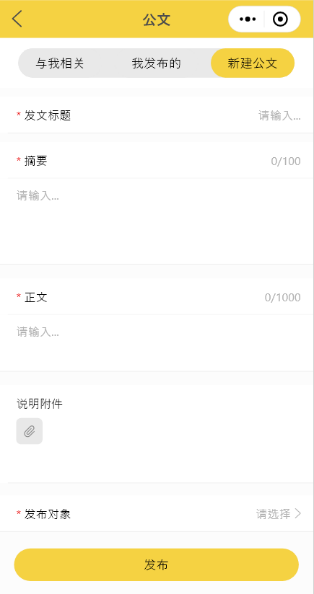 公文
与我相关 我发布的 新建公文
* 发文标题 请输入...
* 摘要 0/100
请输入...
* 正文 0/1000
请输入...
说明附件
* 发布对象 请选择
发布